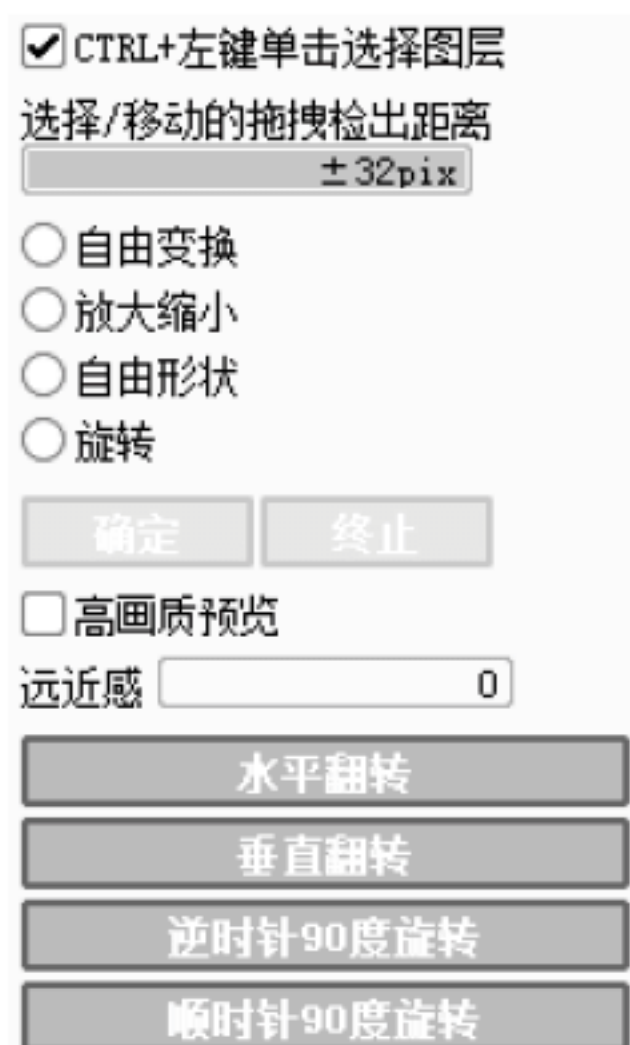 CTRL+左键单击选择图层
选择/移动的拖拽检出距离
±32pix
自由变换
放大缩小
自由形状
旋转
确定 终止
高画质预览
远近感 0
水平翻转
垂直翻转
逆时针90度旋转
顺时针90度旋转